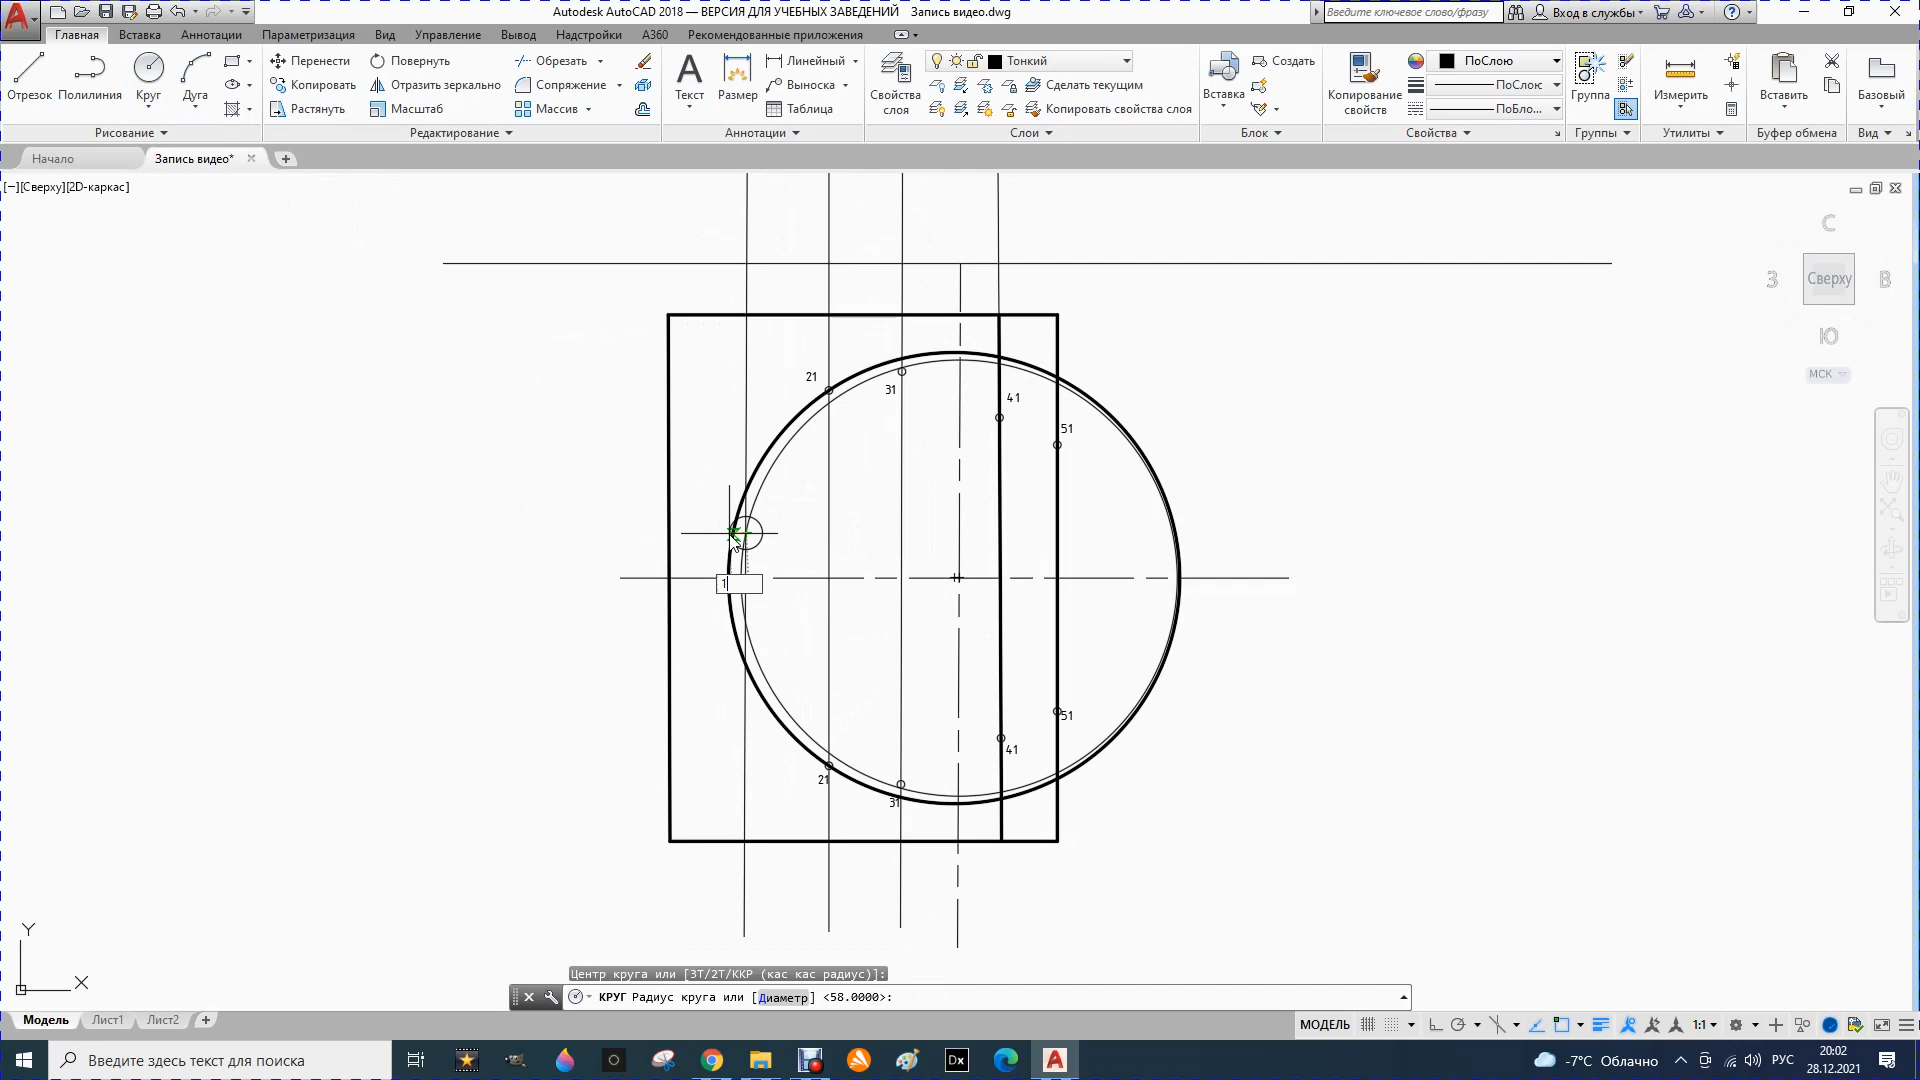 Autodesk AutoCAD 2018 — ВЕРСИЯ ДЛЯ УЧЕБНЫХ ЗАВЕДЕНИЙ Запись видео.dwg
Введите ключевое слово/фразу
Вход в службы
Главная Вставка Аннотации Параметризация Вид Управление Вывод Надстройки A360 Рекомендованные приложения
Отрезок Полилиния Круг Дуга
Рисование
Перенести Повернуть Обрезать
Копировать Отразить зеркально Сопряжение
Растянуть Масштаб Массив
Редактирование
Текст Размер
Линейный
Выноска
Таблица
Аннотации
Свойства слоя
Тонкий
Сделать текущим
Копировать свойства слоя
Слои
Вставка
Создать
Блок
Копирование свойств
ПоСлою
ПоСлою
ПоБло...
Свойства
Группа
Группы
Измерить
Утилиты
Вставить
Буфер обмена
Базовый
Вид
Начало Запись видео*
[−][Сверху][2D-каркас]
С
З Сверху В
Ю
МСК
21
31
41
51
1
51
41
21
31
Y
X
Центр круга или [3Т/2Т/ККР (кас кас радиус)]:
КРУГ Радиус круга или [Диаметр] <58.0000>:
Модель Лист1 Лист2
МОДЕЛЬ 1:1
Введите здесь текст для поиска
Dx
-7°C Облачно
РУС
20:02
28.12.2021